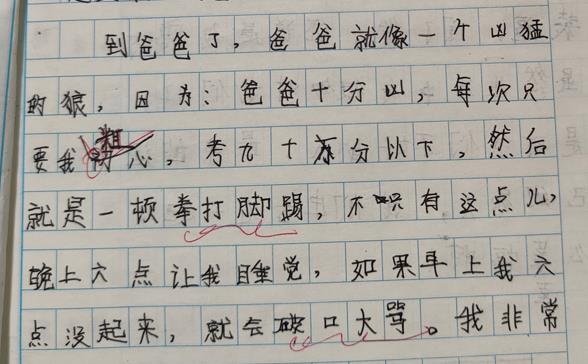 到爸爸了，爸爸就像一个凶猛
的狼，因为：爸爸十分凶，每次只
要我粗心，考九十分以下，然后
就是一顿拳打脚踢，不只有这点儿，
晚上六点让我睡觉，如果早上我六
点没起来，就会破口大骂。我非常